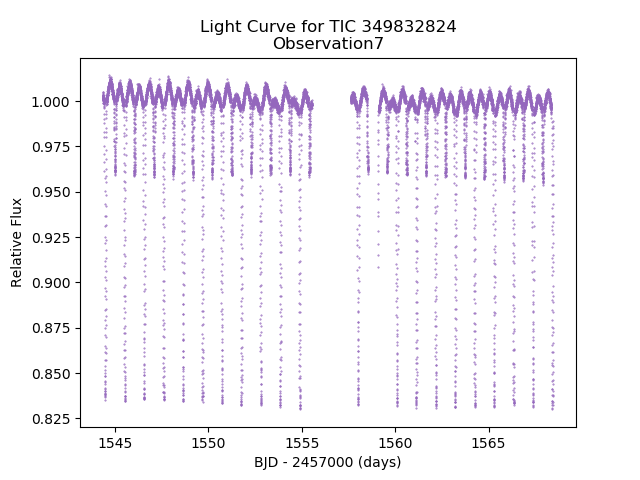 Light Curve for TIC 349832824
Observation7
1.000
0.975
0.950
0.925
0.900
0.875
0.850
0.825
Relative Flux
1545 1550 1555 1560 1565
BJD - 2457000 (days)